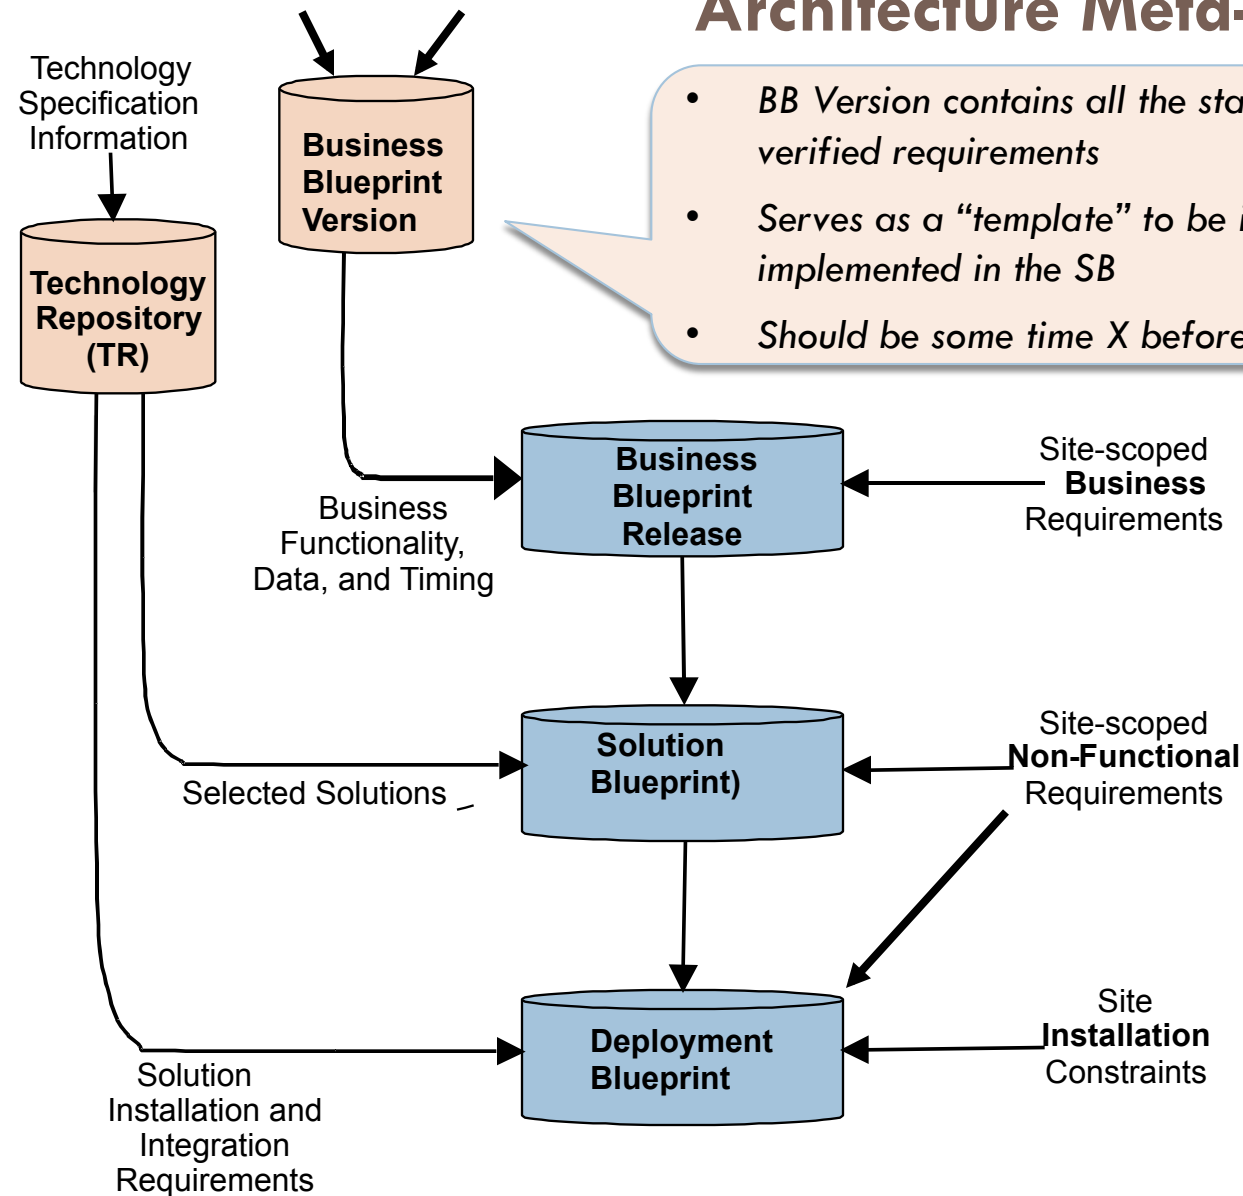 Architecture Meta-
Technology
Specification
Information
Business
Blueprint
Version
• BB Version contains all the sta
verified requirements
• Serves as a “template” to be i
implemented in the SB
• Should be some time X before
Technology
Repository
(TR)
Business
Blueprint
Release
Site-scoped
Business
Requirements
Business
Functionality,
Data, and Timing
Solution
Blueprint)
Site-scoped
Non-Functional
Requirements
Selected Solutions
Deployment
Blueprint
Site
Installation
Constraints
Solution
Installation and
Integration
Requirements